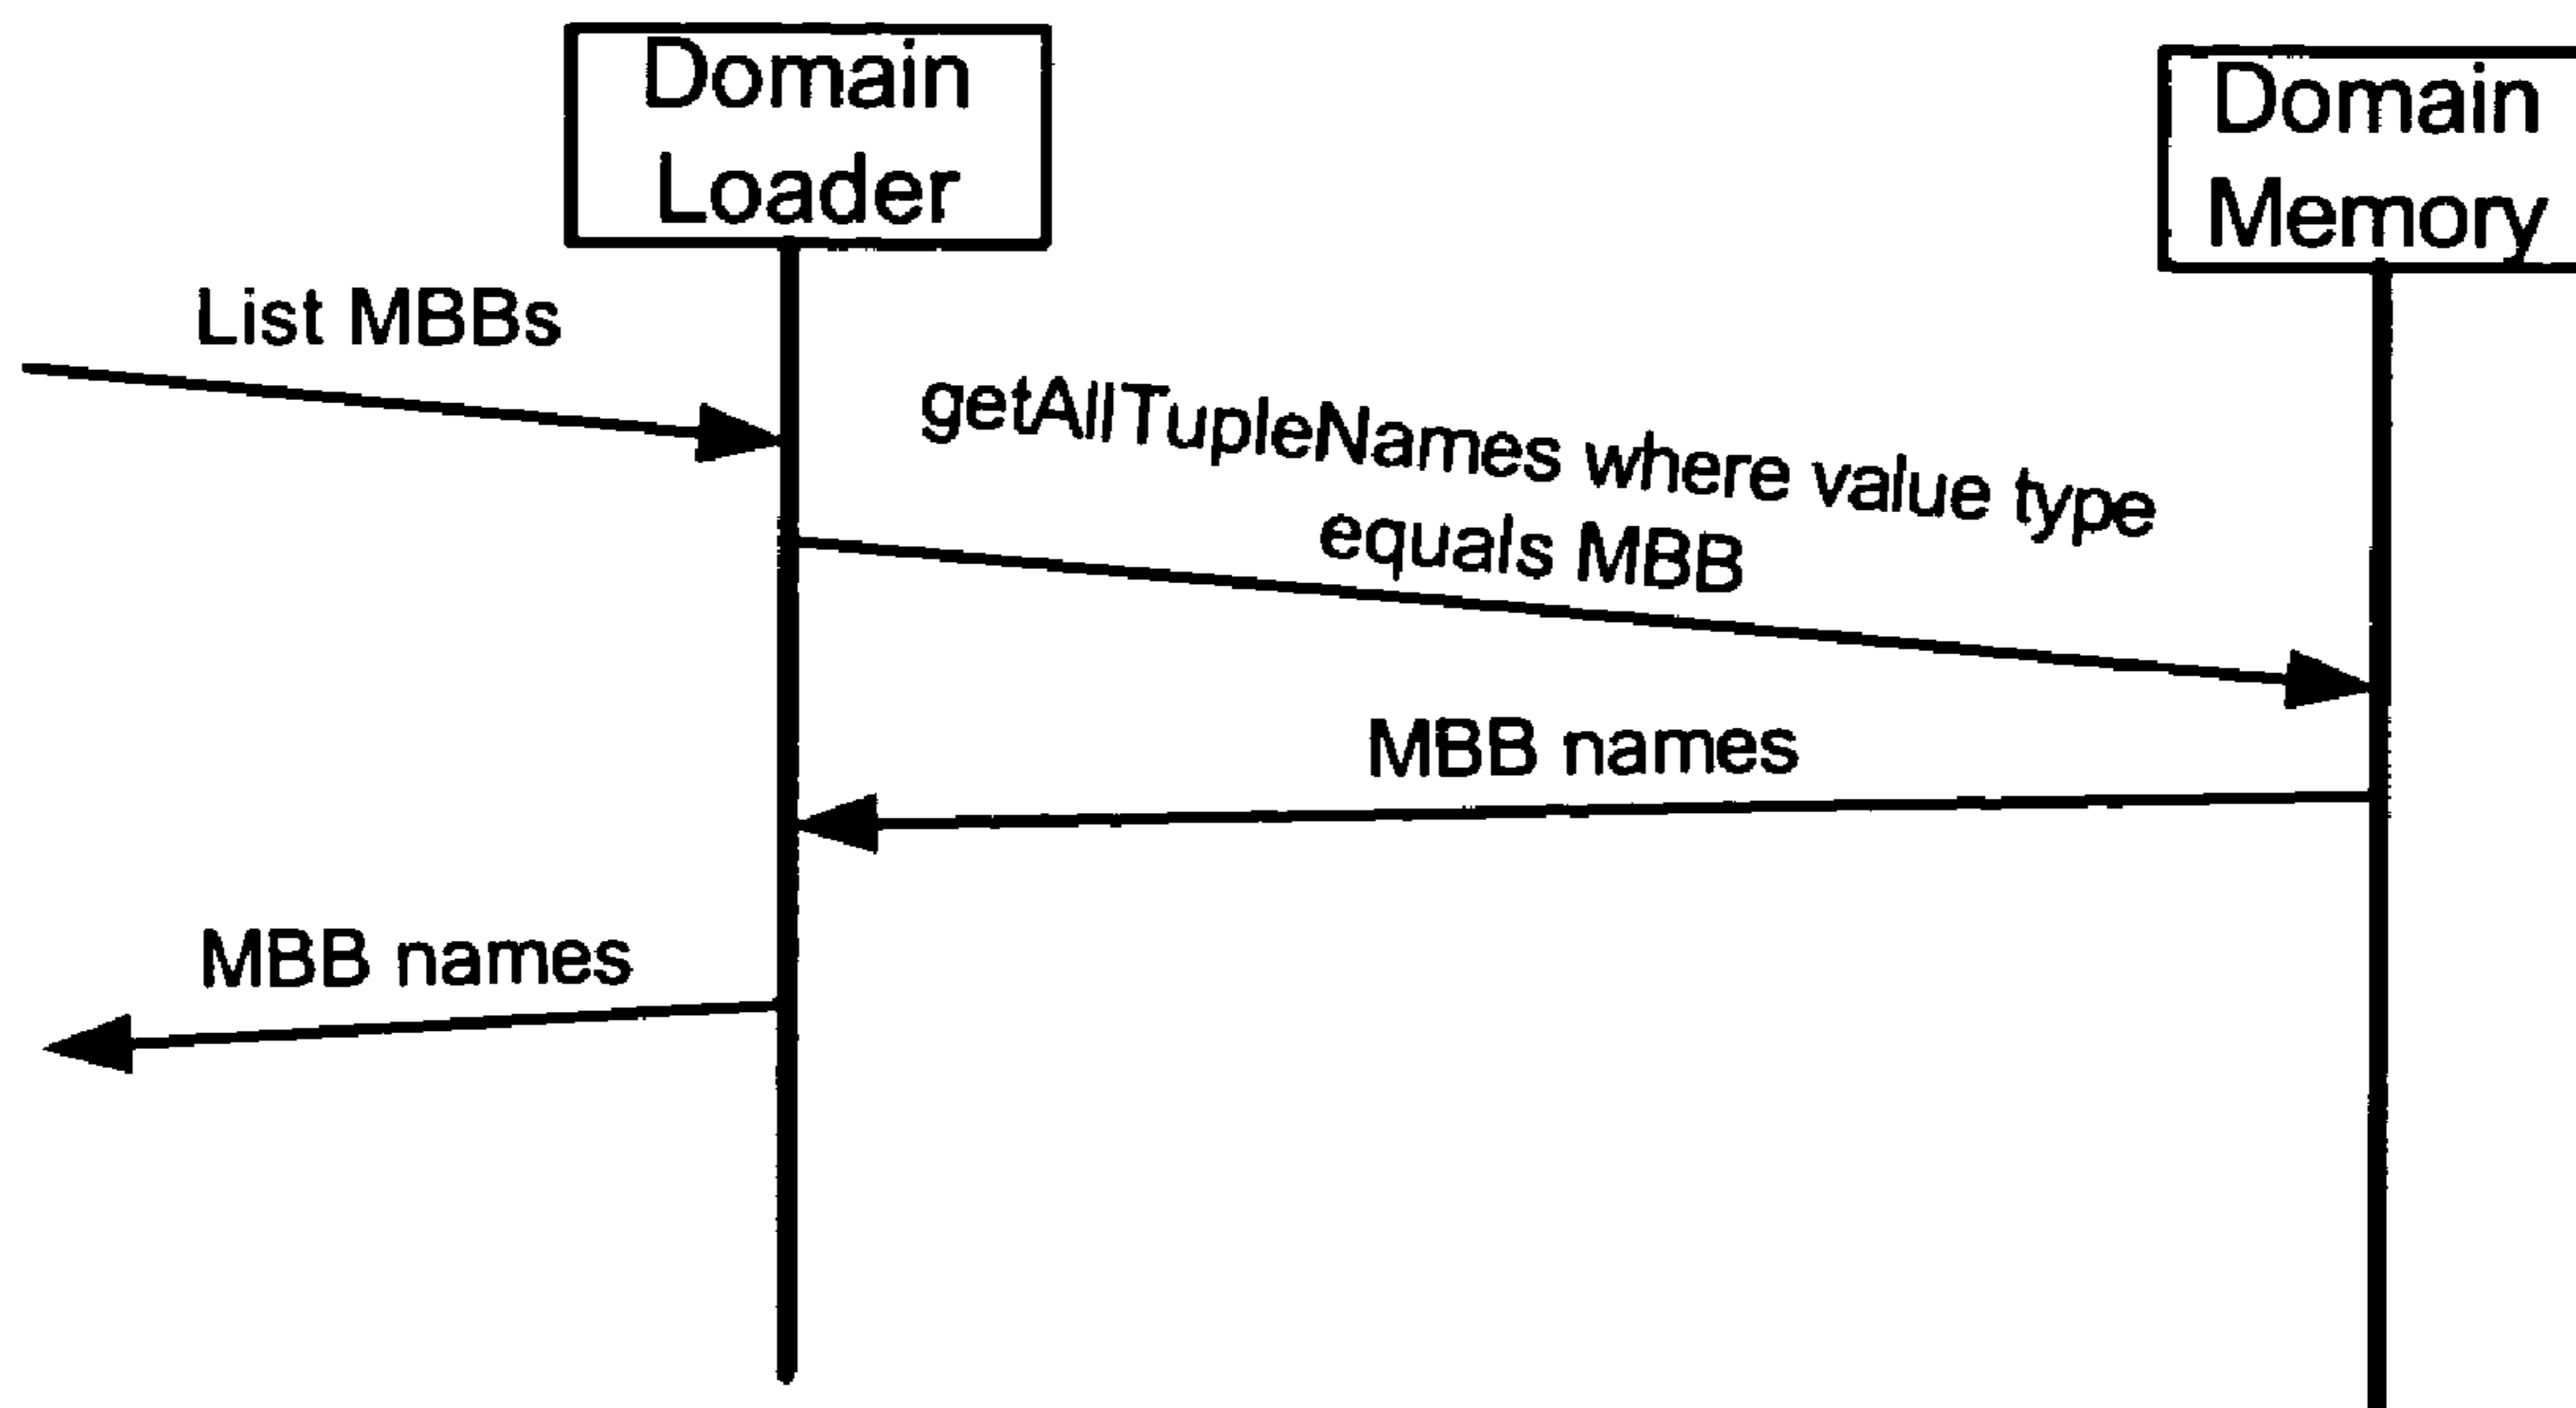 Domain
Loader
Domain
Memory
List MBBs
getAllTupleNames where value type
equals MBB
MBB names
MBB names